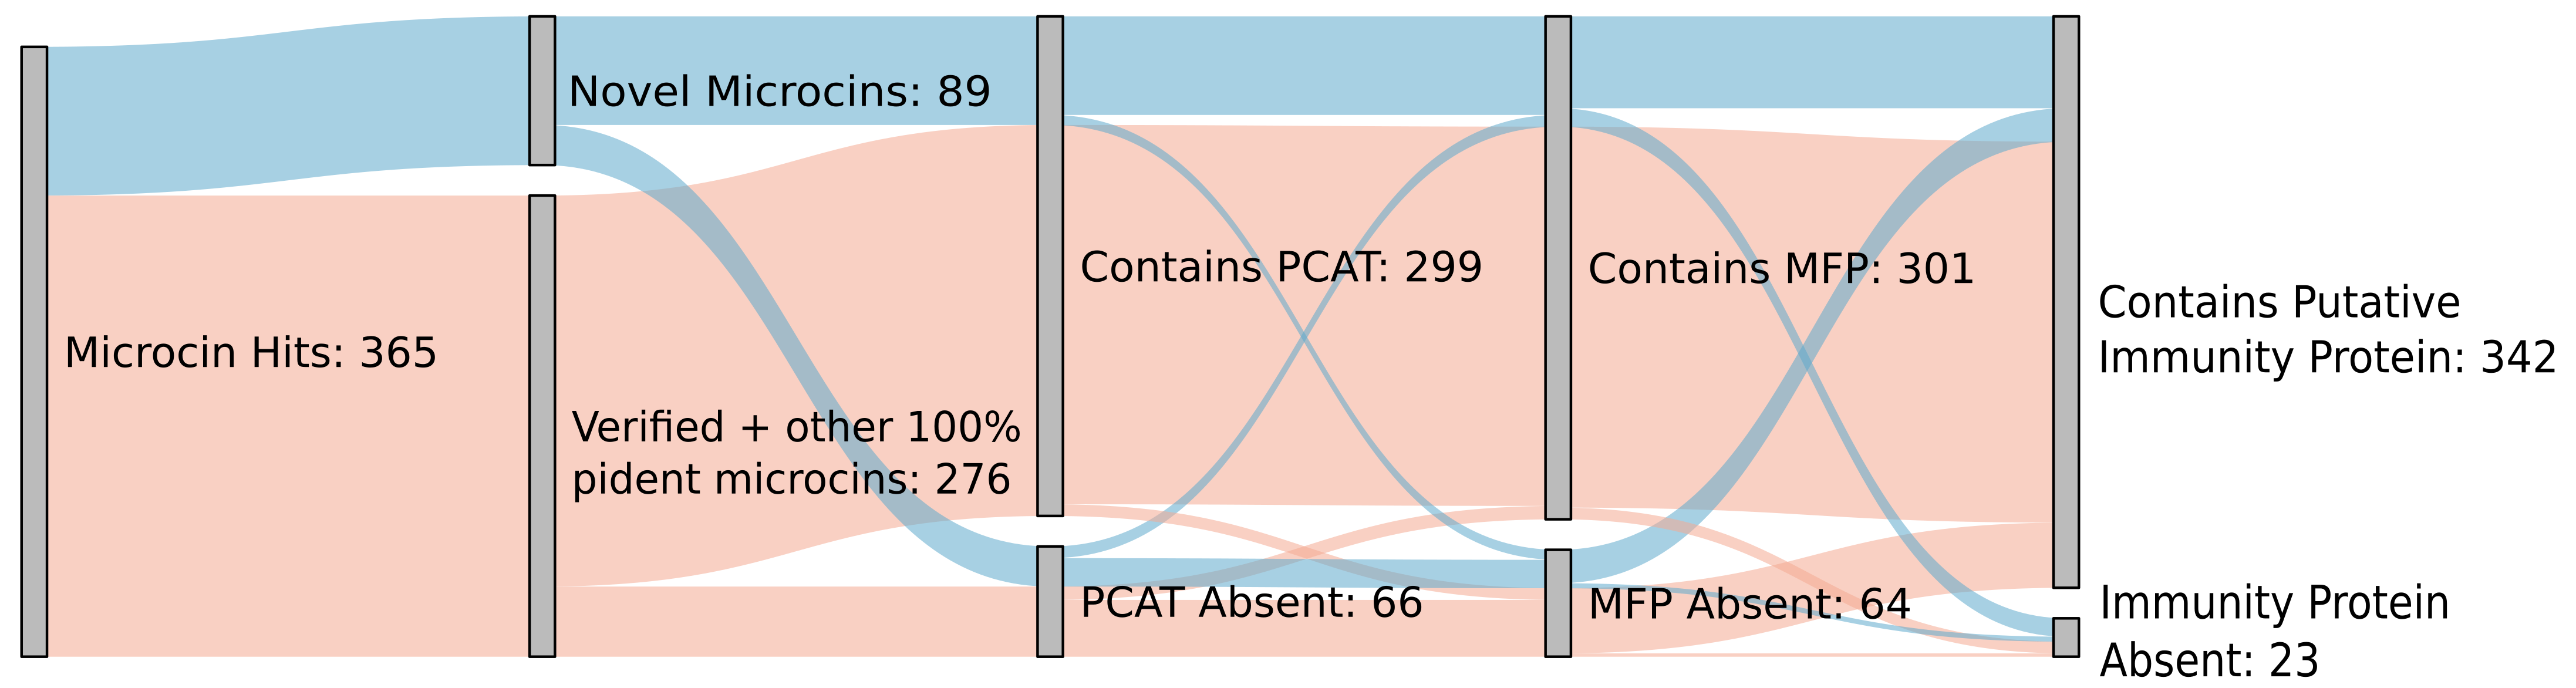 Microcin Hits: 365
Novel Microcins: 89
Verified + other 100%
pident microcins: 276
Contains PCAT: 299
PCAT Absent: 66
Contains MFP: 301
MFP Absent: 64
Contains Putative
Immunity Protein: 342
Immunity Protein
Absent: 23